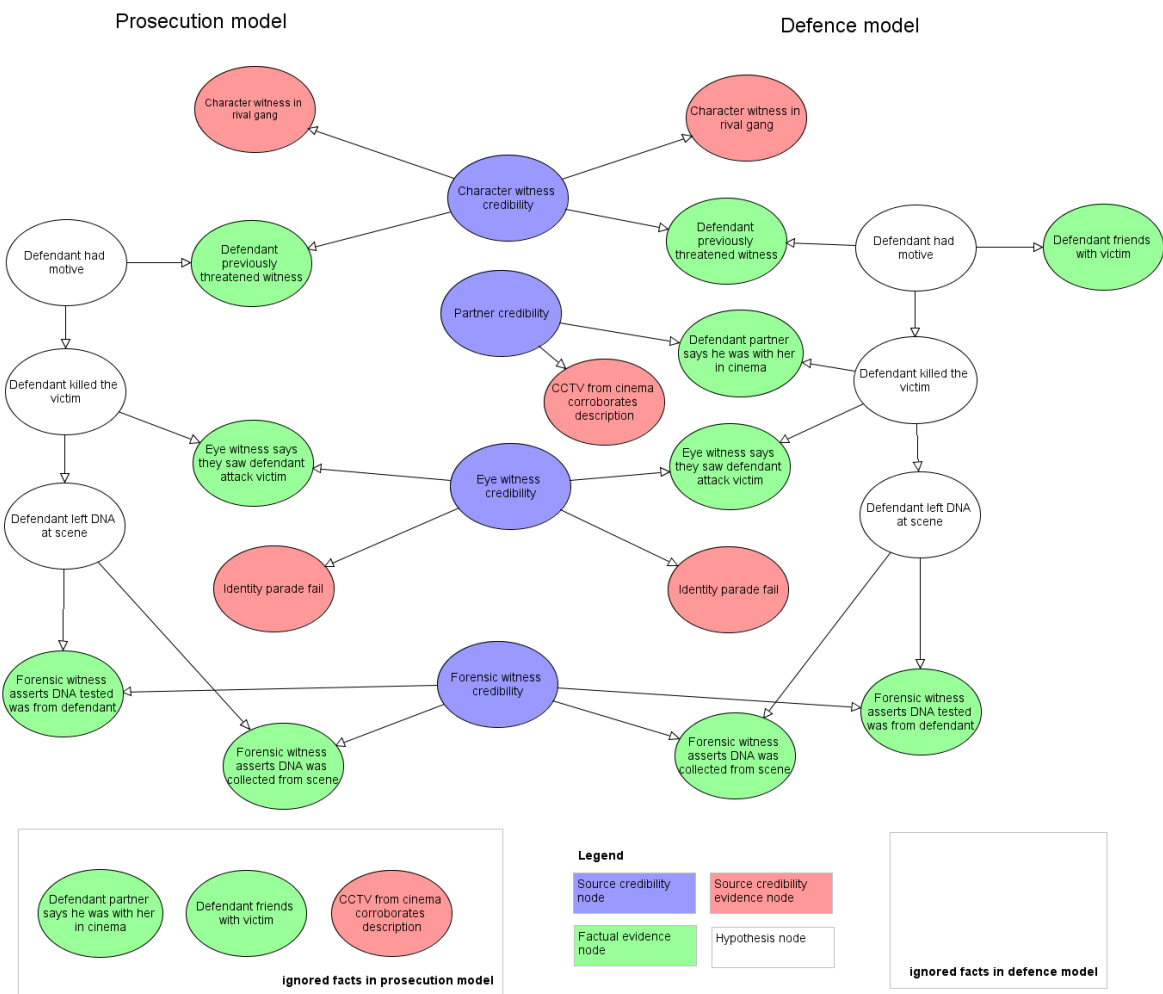 Prosecution model
Defence model
Character witness in
rival gang
Character witness in
rival gang
Character witness
credibility
Defendant had
motive
Defendant
previously
threatened witness
Defendant
previously
threatened witness
Defendant had
motive
Defendant friends
with victim
Partner credibility
Defendant partner
says he was with her
in cinema
Defendant killed the
victim
CCTV from cinema
corroborates
description
Defendant killed the
victim
Eye witness says
they saw defendant
attack victim
Eye witness
credibility
Eye witness says
they saw defendant
attack victim
Defendant left DNA
at scene
Defendant left DNA
at scene
Identity parade fail
Identity parade fail
Forensic witness
asserts DNA tested
was from defendant
Forensic witness
credibility
Forensic witness
asserts DNA tested
was from defendant
Forensic witness
asserts DNA was
collected from scene
Forensic witness
asserts DNA was
collected from scene
Defendant partner
says he was with her
in cinema
Defendant friends
with victim
CCTV from cinema
corroborates
description
ignored facts in prosecution model
Legend
Source credibility
node
Source credibility
evidence node
Factual evidence
node
Hypothesis node
ignored facts in defence model